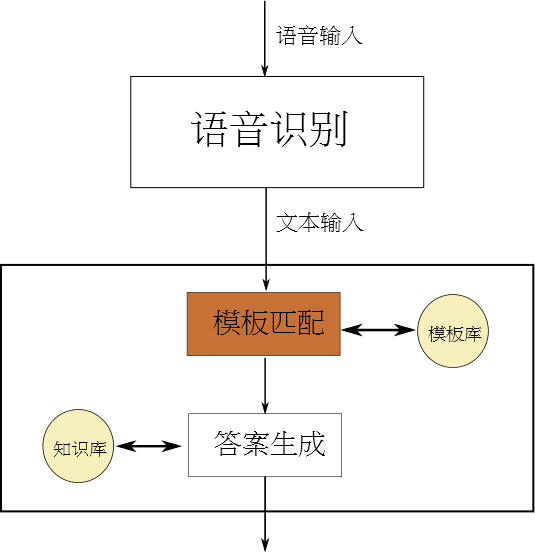 语音输入
语音识别
文本输入
模板匹配
模板库
答案生成
知识库